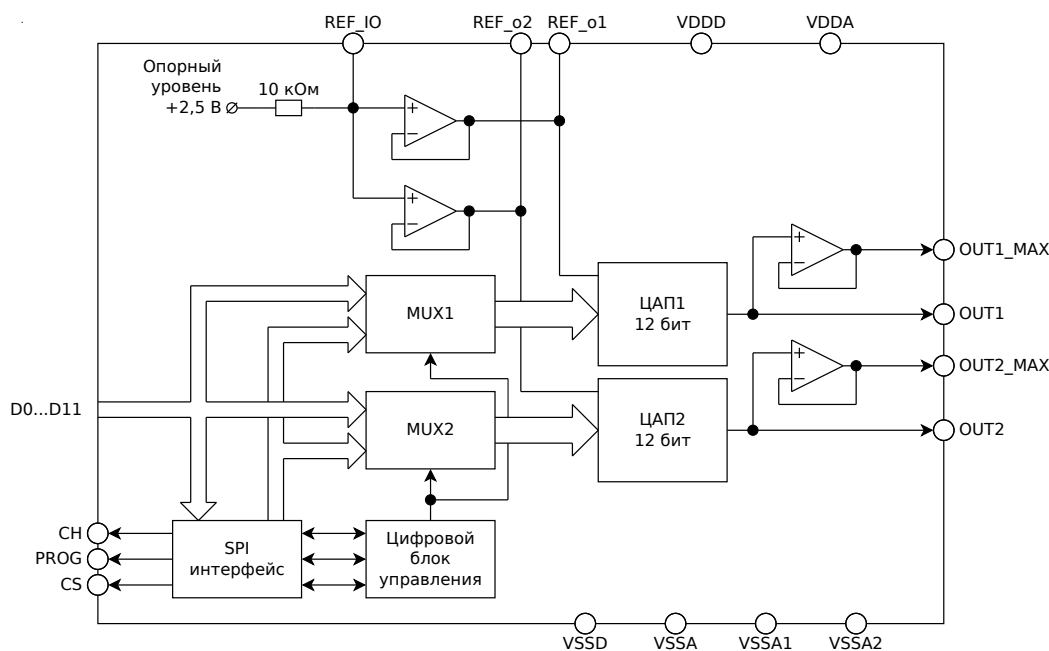 REF_IO REF_o2 REF_o1 VDDD VDDA
Опорный
уровень
+2,5 В
10 кОм
+
−
+
−
+
−
OUT1_MAX
MUX1
ЦАП1
12 бит
OUT1
+
−
OUT2_MAX
D0...D11
MUX2
ЦАП2
12 бит
OUT2
CH
PROG
CS
SPI
интерфейс
Цифровой
блок
управления
VSSD VSSA VSSA1 VSSA2